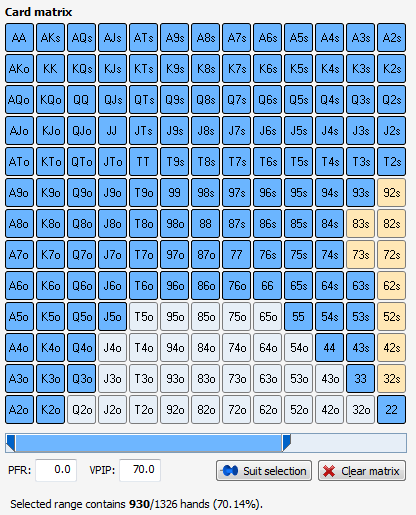 Card matrix
AA AKs AQs AJs ATs A9s A8s A7s A6s A5s A4s A3s A2s
AKo KK KQs KJs KTs K9s K8s K7s K6s K5s K4s K3s K2s
AQo KQo QQ QJs QTs Q9s Q8s Q7s Q6s Q5s Q4s Q3s Q2s
AJo KJo QJo JJ JTs J9s J8s J7s J6s J5s J4s J3s J2s
ATo KTo QTo JTo TT T9s T8s T7s T6s T5s T4s T3s T2s
A9o K9o Q9o J9o T9o 99 98s 97s 96s 95s 94s 93s 92s
A8o K8o Q8o J8o T8o 98o 88 87s 86s 85s 84s 83s 82s
A7o K7o Q7o J7o T7o 97o 87o 77 76s 75s 74s 73s 72s
A6o K6o Q6o J6o T6o 96o 86o 76o 66 65s 64s 63s 62s
A5o K5o Q5o J5o T5o 95o 85o 75o 65o 55 54s 53s 52s
A4o K4o Q4o J4o T4o 94o 84o 74o 64o 54o 44 43s 42s
A3o K3o Q3o J3o T3o 93o 83o 73o 63o 53o 43o 33 32s
A2o K2o Q2o J2o T2o 92o 82o 72o 62o 52o 42o 32o 22
PFR: 0.0 VPIP: 70.0 Suit selection Clear matrix
Selected range contains 930/1326 hands (70.14%).